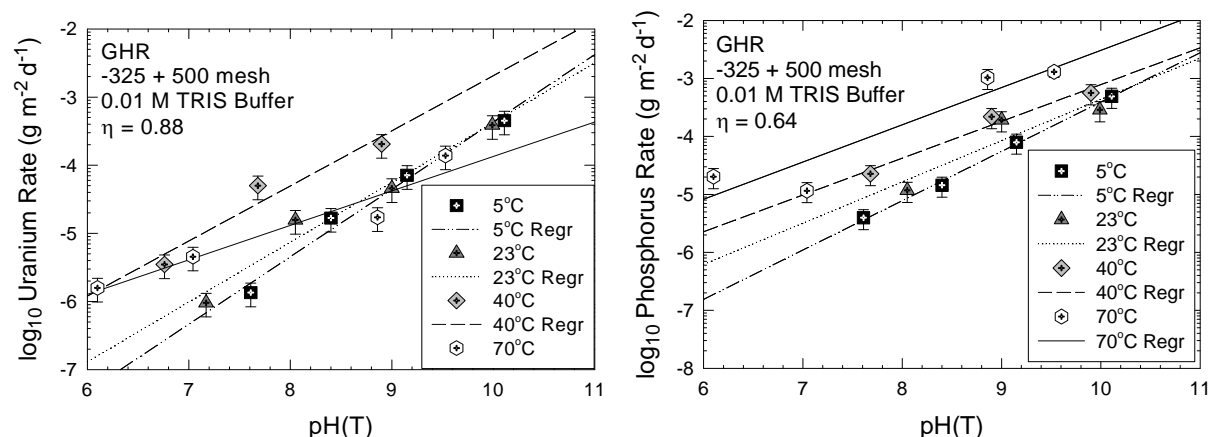 log₁₀ Uranium Rate (g m⁻² d⁻¹)
-2
-3
-4
-5
-6
-7
GHR
-325 + 500 mesh
0.01 M TRIS Buffer
η = 0.88
5°C
5°C Regr
23°C
23°C Regr
40°C
40°C Regr
70°C
6 7 8 9 10 11
pH(T)
log₁₀ Phosphorus Rate (g m⁻² d⁻¹)
-2
-3
-4
-5
-6
-7
-8
GHR
-325 + 500 mesh
0.01 M TRIS Buffer
η = 0.64
5°C
5°C Regr
23°C
23°C Regr
40°C
40°C Regr
70°C
70°C Regr
6 7 8 9 10 11
pH(T)